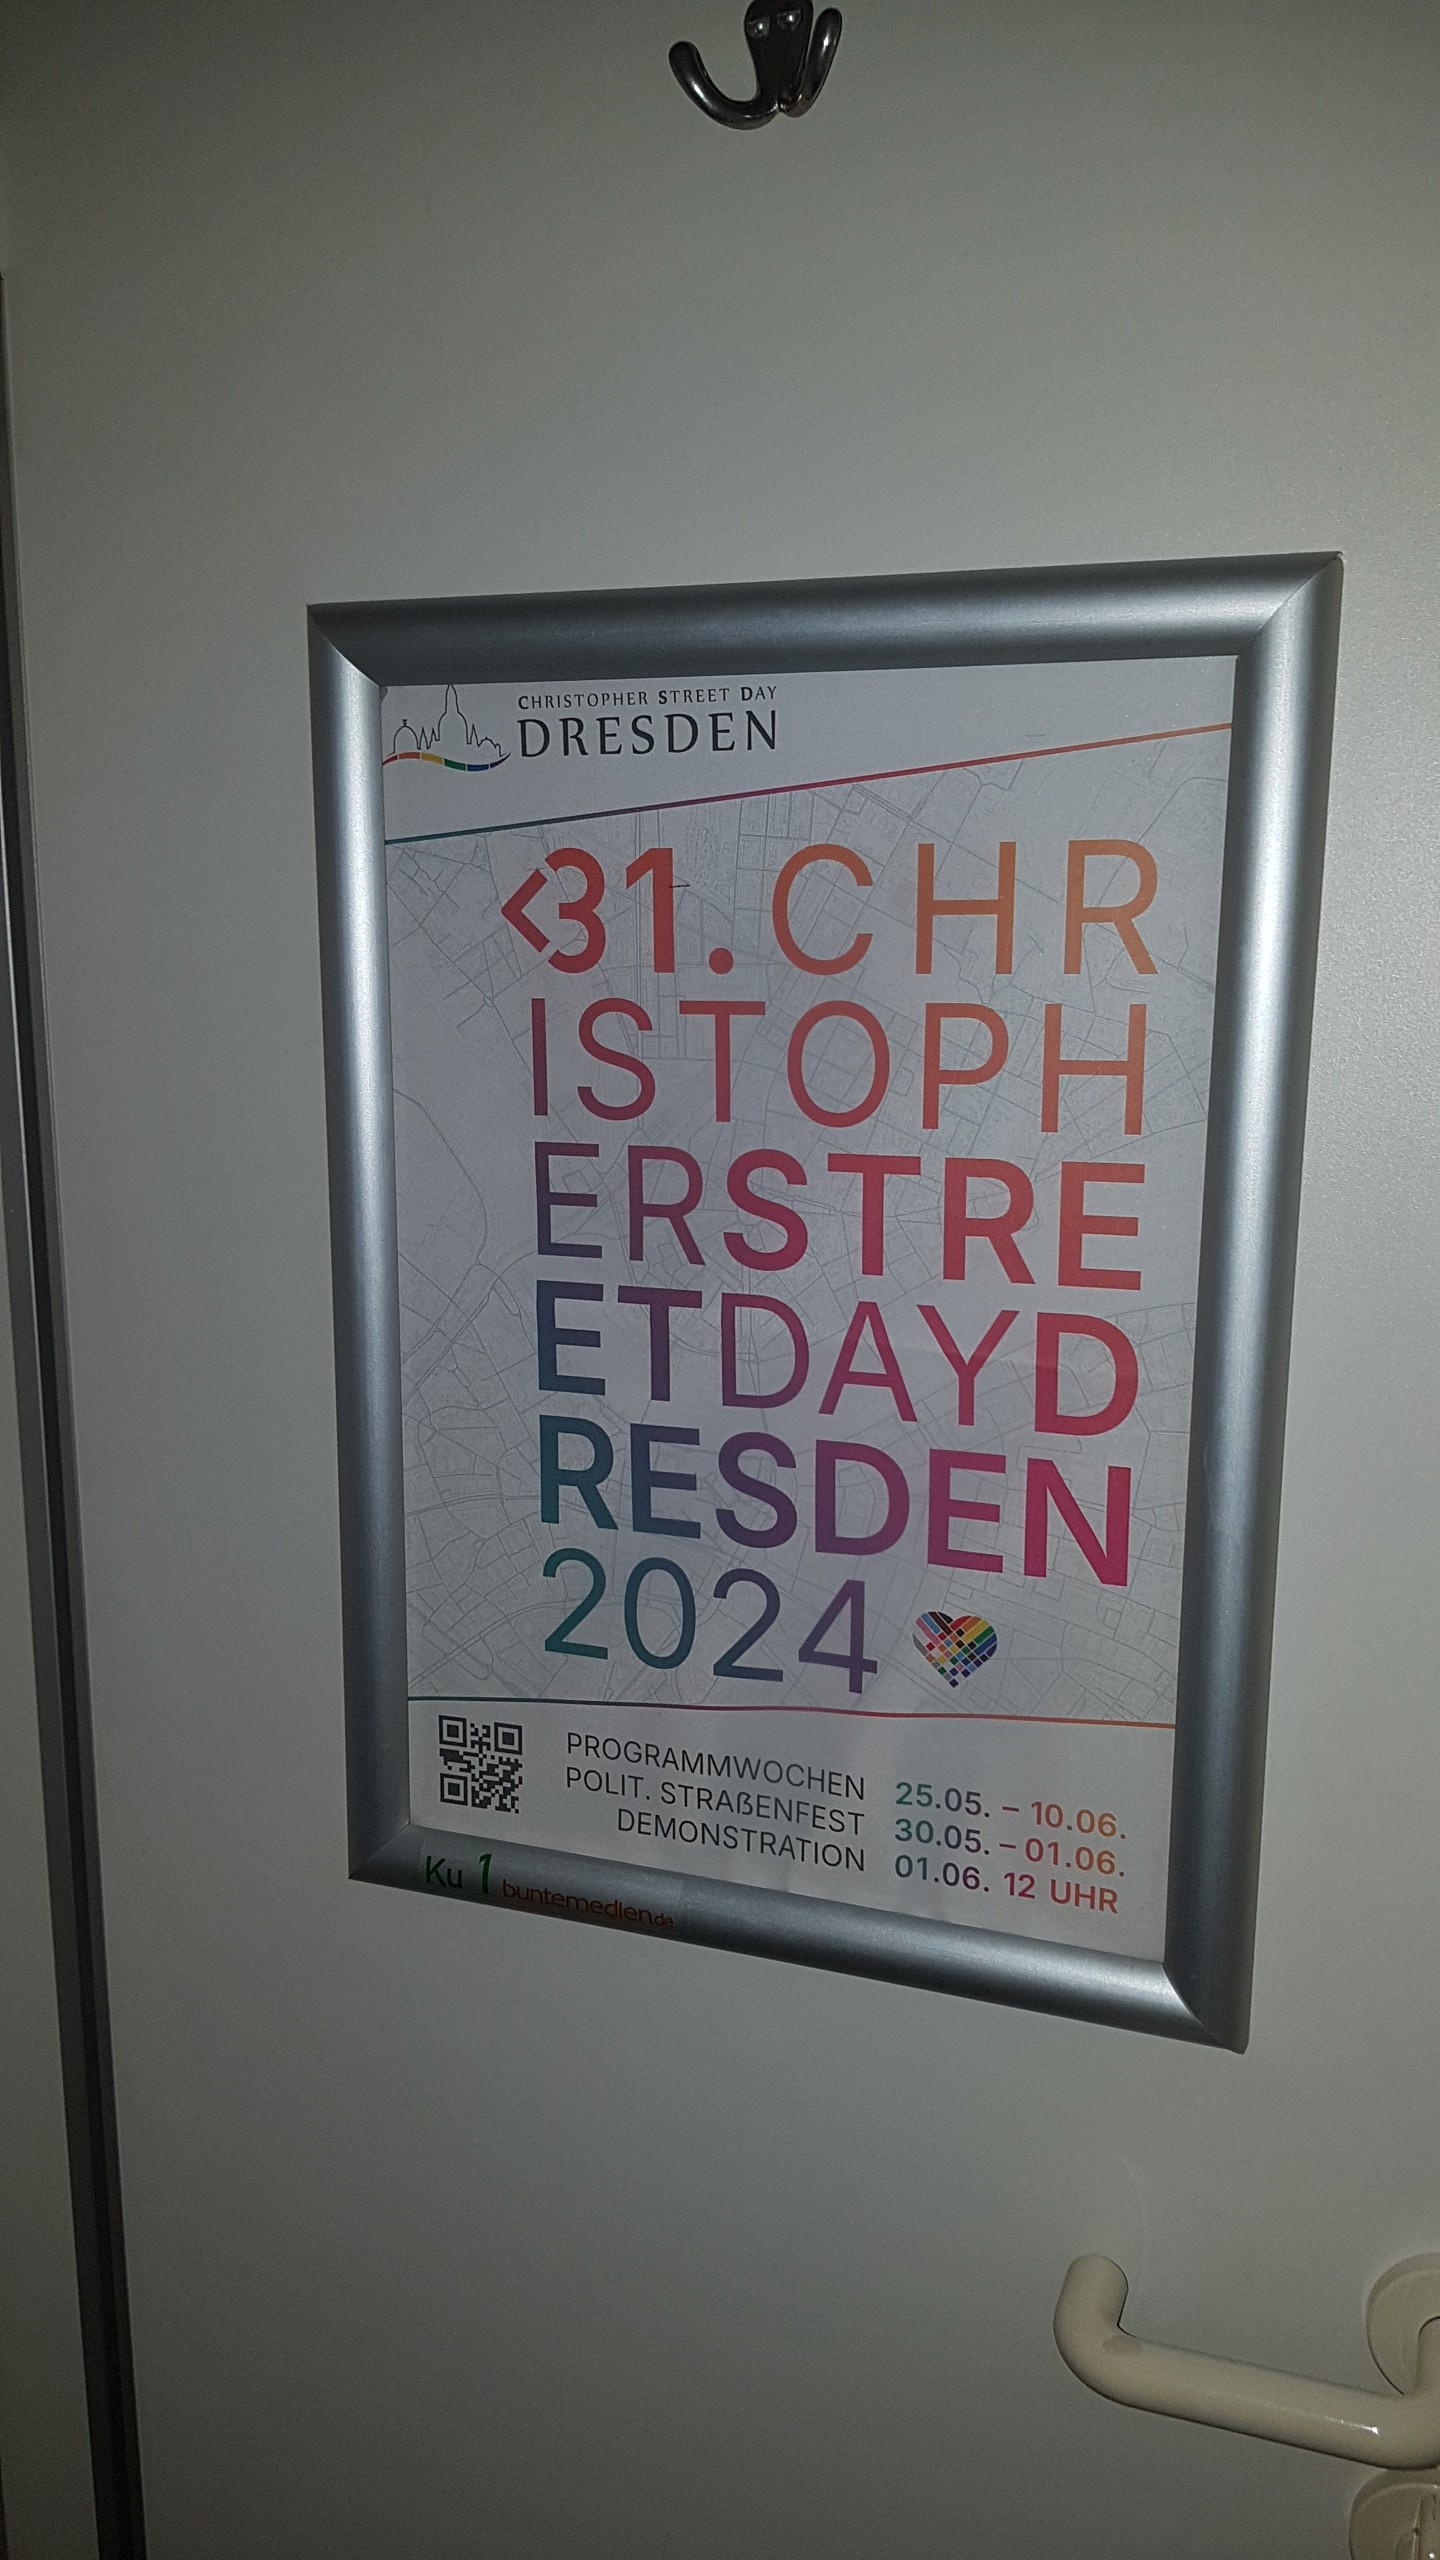 CHRISTOPHER STREET DAY
DRESDEN
<31. CHR
ISTOPH
ERSTRE
ETDAYD
RESDEN
2024
PROGRAMMWOCHEN 25.05. – 10.06.
POLIT. STRAßENFEST 30.05. – 01.06.
DEMONSTRATION 01.06. 12 UHR
Ku 1 buntemedien.de